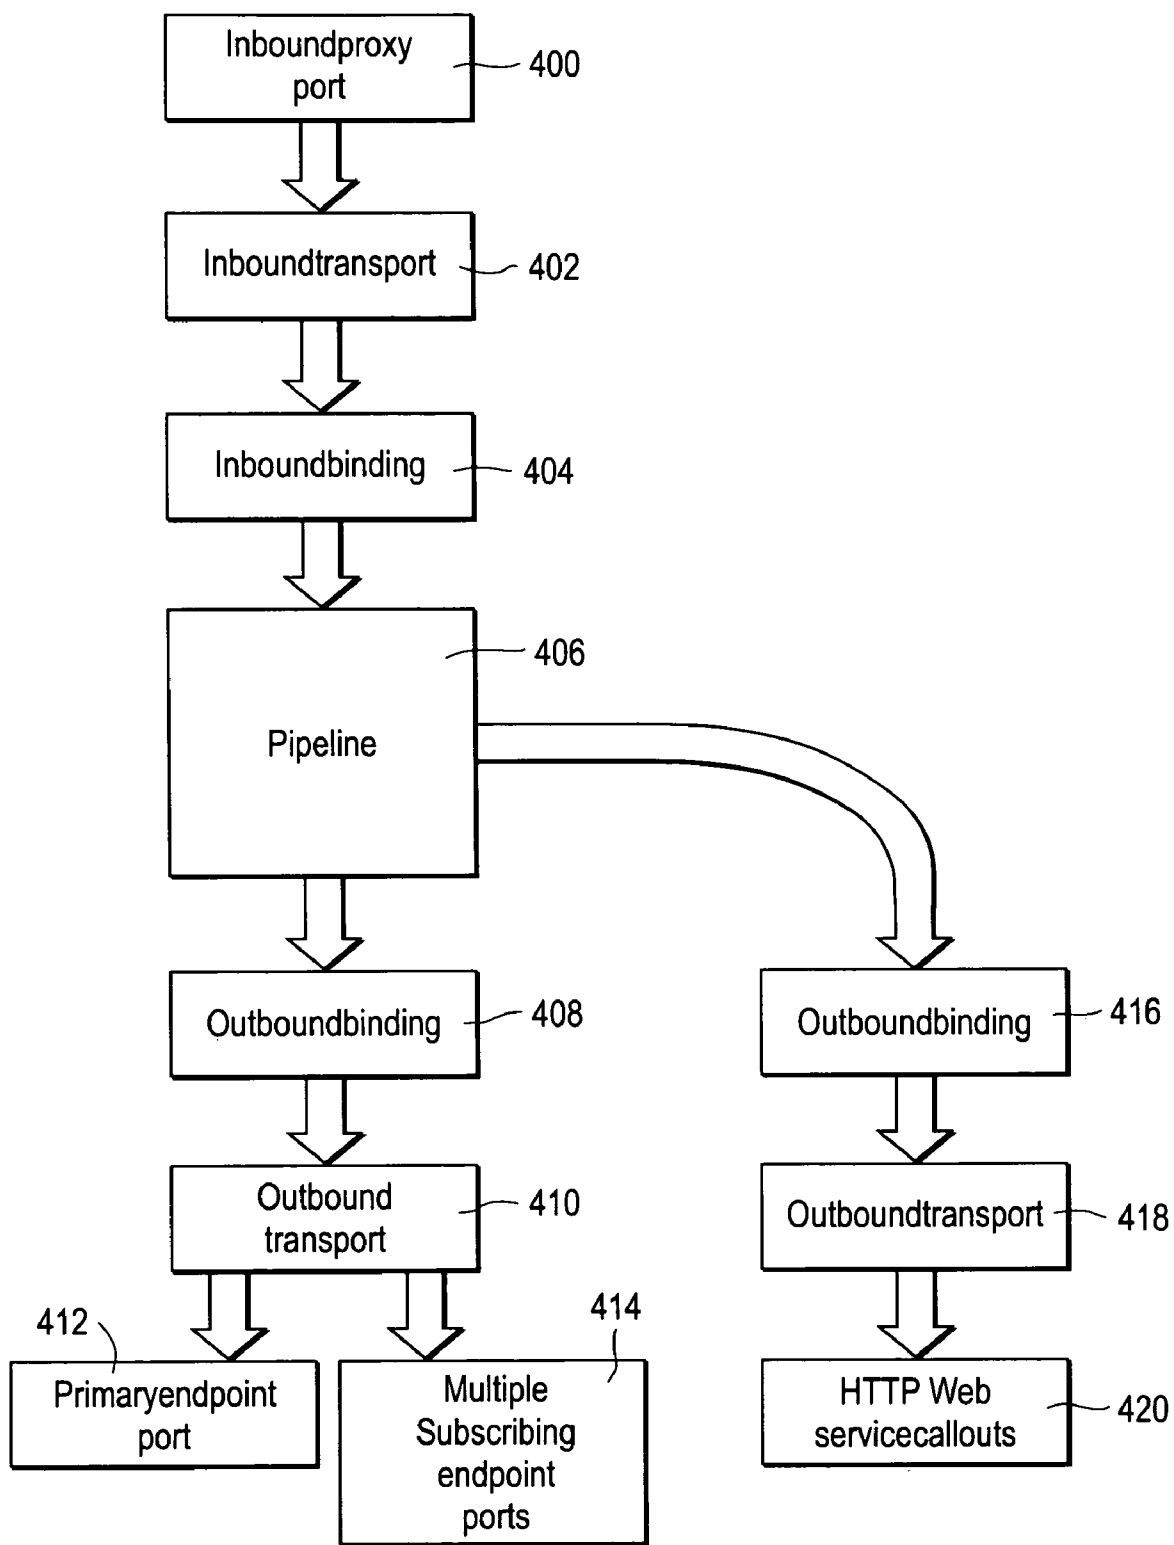 Inboundproxy
port
400
Inboundtransport
402
Inboundbinding
404
406
Pipeline
Outboundbinding
408
Outboundbinding
416
Outbound
transport
410
Outboundtransport
418
412
414
Primaryendpoint
port
Multiple
Subscribing
endpoint
ports
HTTP Web
servicecallouts
420